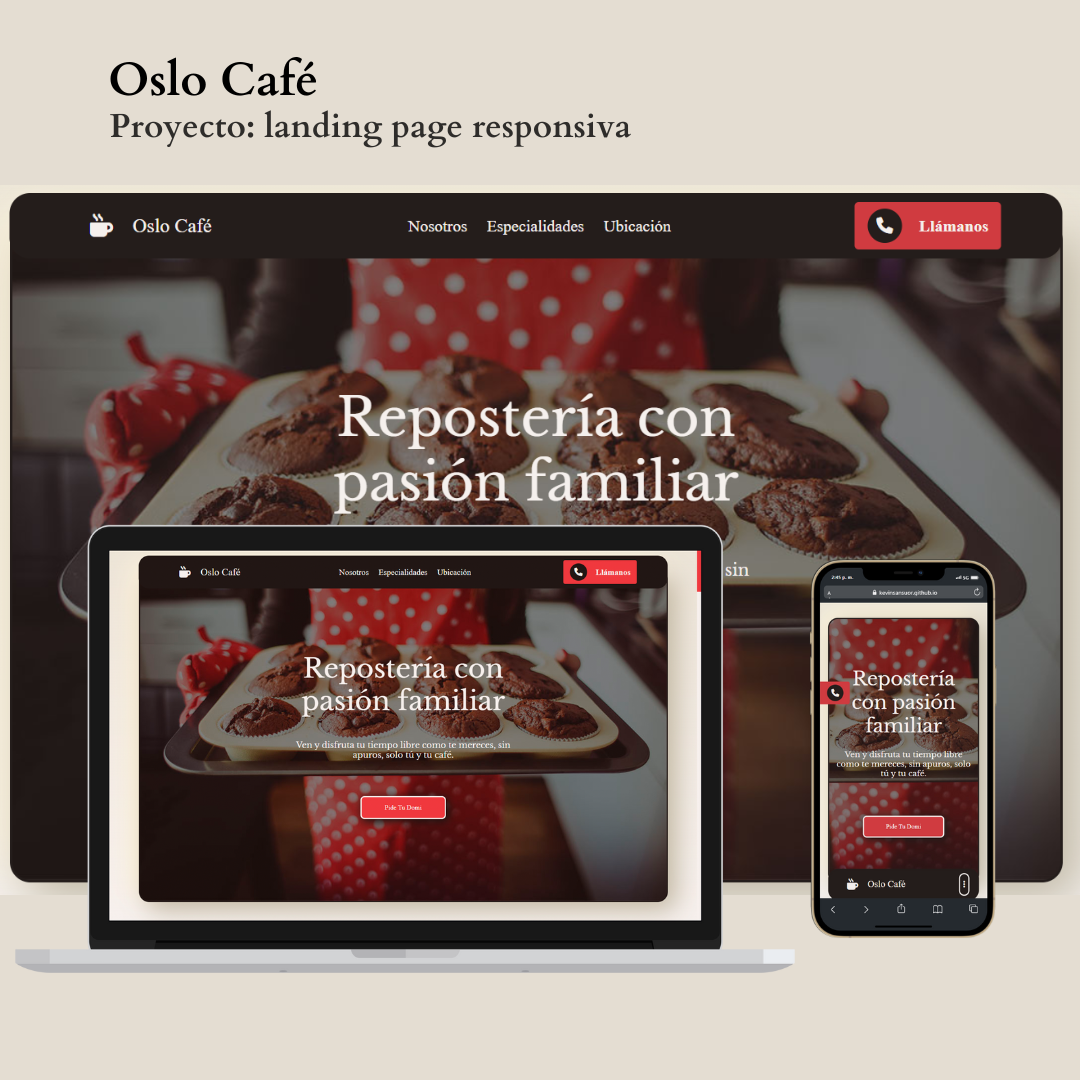 Oslo Café
Proyecto: landing page responsiva
Oslo Café
Nosotros Especialidades Ubicación
Llámanos
Repostería con
pasión familiar
sin
Oslo Café
Nosotros Especialidades Ubicación
Llámanos
Repostería con
pasión familiar
Ven y disfruta tu tiempo libre como te mereces, sin
apuros, solo tú y tu café.
Pide Tu Domi
2:45 p. m.
5G
A
kevinsansuer.github.io
Repostería
con pasión
familiar
Ven y disfruta tu tiempo libre
como te mereces, sin apuros, solo
tú y tu café.
Pide Tu Domi
Oslo Café